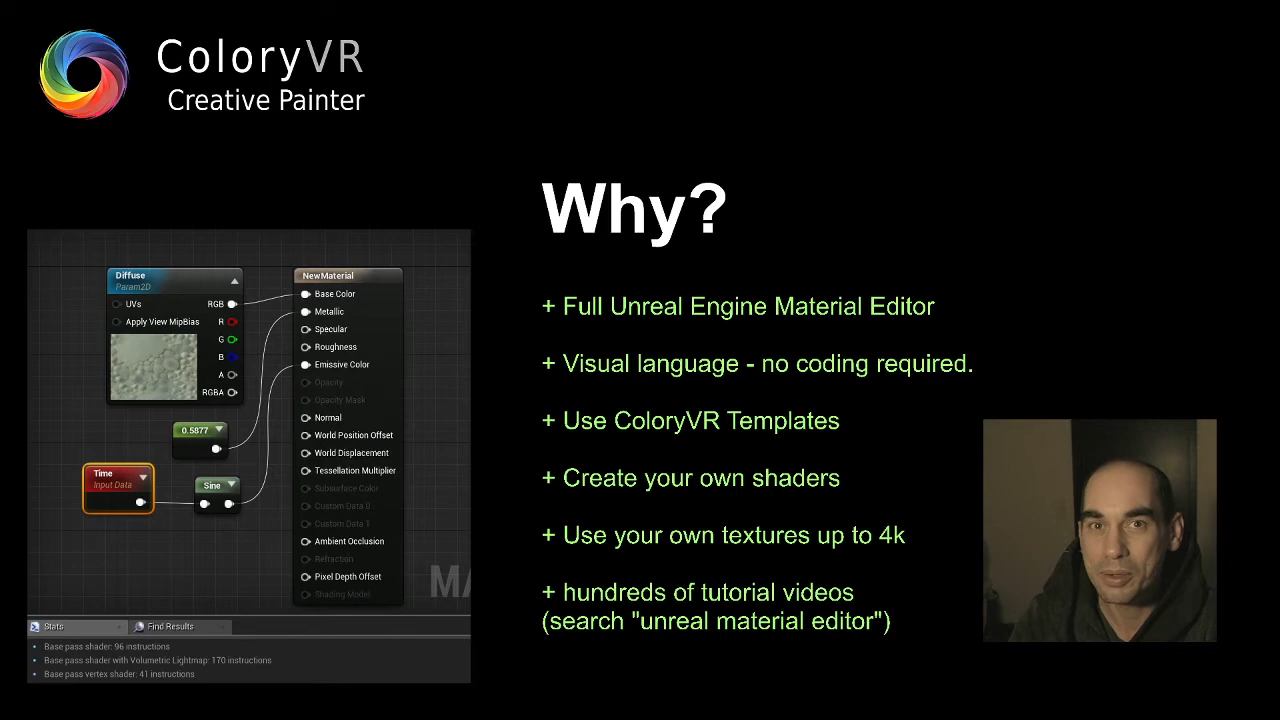 ColoryVR
Creative Painter
Why?
+ Full Unreal Engine Material Editor
+ Visual language - no coding required.
+ Use ColoryVR Templates
+ Create your own shaders
+ Use your own textures up to 4k
+ hundreds of tutorial videos
(search "unreal material editor")
Diffuse
Param2D
UVs RGB
Apply View MipBias R
G
B
A
RGBA
0.5877
Time
Input Data
Sine
NewMaterial
Base Color
Metallic
Specular
Roughness
Emissive Color
Opacity
Opacity Mask
Normal
World Position Offset
World Displacement
Tessellation Multiplier
Subsurface Color
Custom Data 0
Custom Data 1
Ambient Occlusion
Refraction
Pixel Depth Offset
Shading Model
MA
Stats Find Results
Base pass shader: 96 instructions
Base pass shader with Volumetric Lightmap: 170 instructions
Base pass vertex shader: 41 instructions